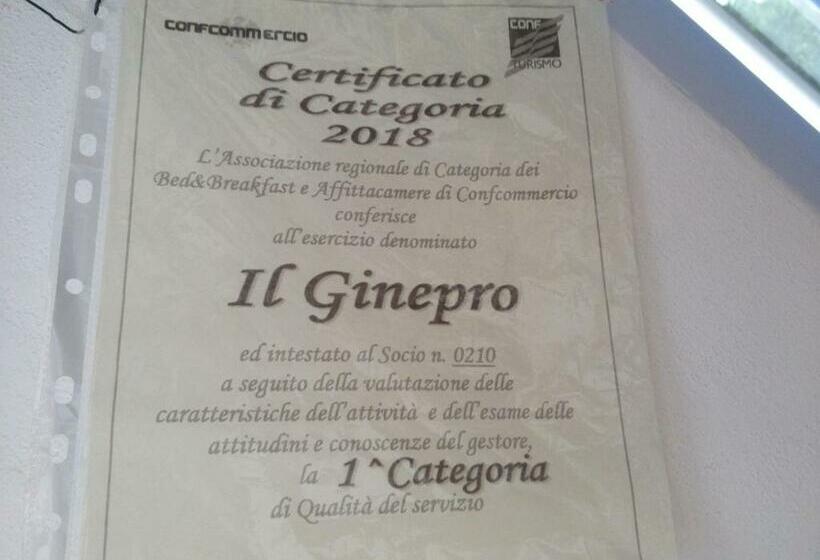 CONFCOMMERCIO
CONF
TURISMO
Certificato
di Categoria
2018
L'Associazione regionale di Categoria dei
Bed&Breakfast e Affittacamere di Confcommercio
conferisce
all'esercizio denominato
Il Ginepro
ed intestato al Socio n. 0210
a seguito della valutazione delle
caratteristiche dell'attività e dell'esame delle
attitudini e conoscenze del gestore,
la 1^Categoria
di Qualità del servizio